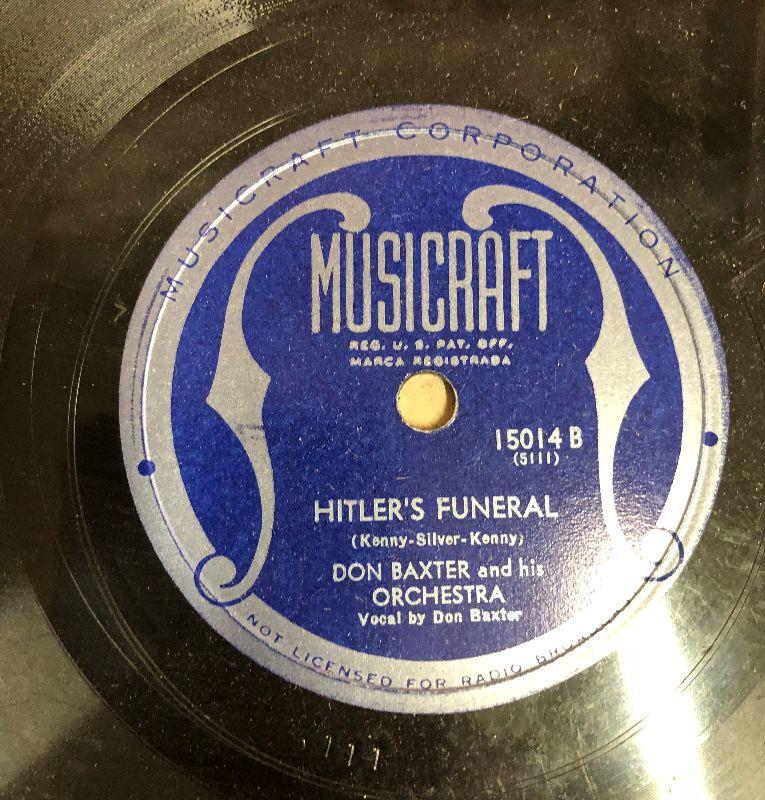 MUSICRAFT CORPORATION
MUSICRAFT
REG. U. S. PAT. OFF.
MARCA REGISTRADA
15014 B
(5111)
HITLER'S FUNERAL
(Kenny-Silver-Kenny)
DON BAXTER and his
ORCHESTRA
Vocal by Don Baxter
NOT LICENSED FOR RADIO
111